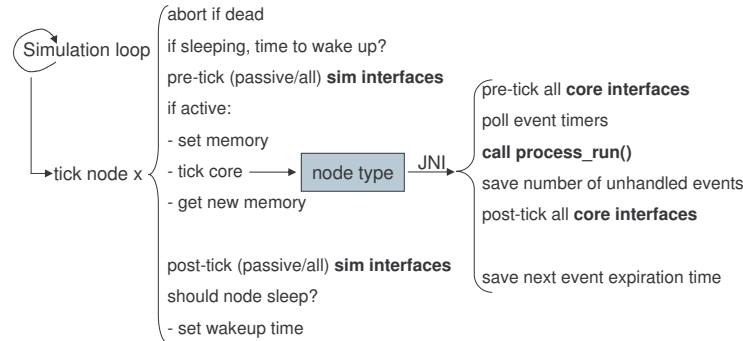 Simulation loop
tick node x
abort if dead
if sleeping, time to wake up?
pre-tick (passive/all) sim interfaces
if active:
- set memory
- tick core
- get new memory
post-tick (passive/all) sim interfaces
should node sleep?
- set wakeup time
node type
JNI
pre-tick all core interfaces
poll event timers
call process_run()
save number of unhandled events
post-tick all core interfaces
save next event expiration time